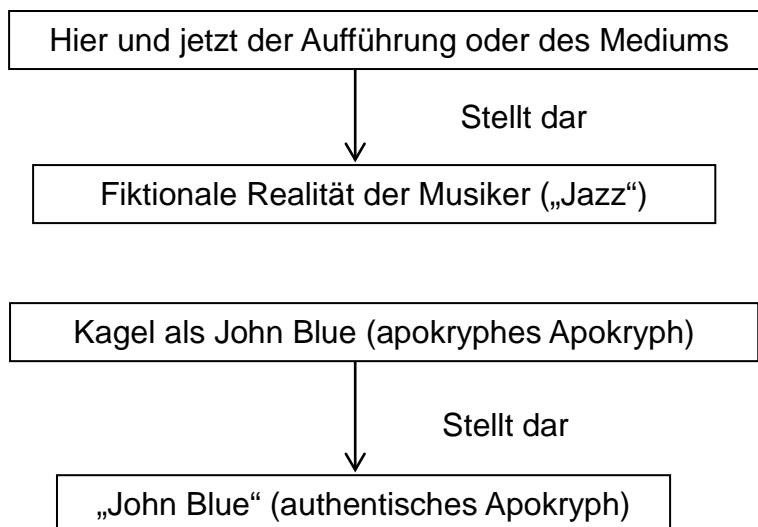 Hier und jetzt der Aufführung oder des Mediums
Stellt dar
Fiktionale Realität der Musiker („Jazz“)
Kagel als John Blue (apokryphes Apokryph)
Stellt dar
„John Blue“ (authentisches Apokryph)